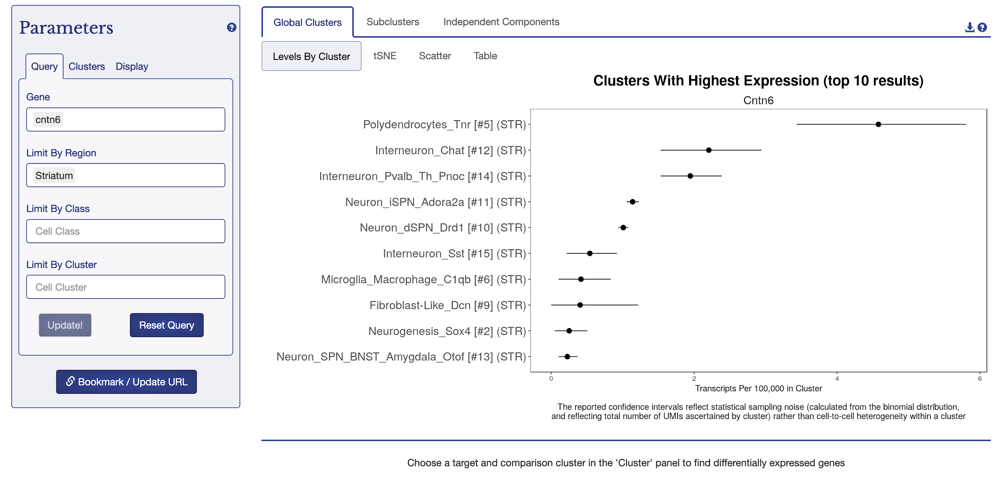 Parameters
Query Clusters Display
Gene
cntn6
Limit By Region
Striatum
Limit By Class
Cell Class
Limit By Cluster
Cell Cluster
Update! Reset Query
Bookmark / Update URL
Global Clusters Subclusters Independent Components
Levels By Cluster tSNE Scatter Table
Clusters With Highest Expression (top 10 results)
Cntn6
Polydendrocytes_Tnr [#5] (STR)
Interneuron_Chat [#12] (STR)
Interneuron_Pvalb_Th_Pnoc [#14] (STR)
Neuron_iSPN_Adora2a [#11] (STR)
Neuron_dSPN_Drd1 [#10] (STR)
Interneuron_Sst [#15] (STR)
Microglia_Macrophage_C1qb [#6] (STR)
Fibroblast-Like_Dcn [#9] (STR)
Neurogenesis_Sox4 [#2] (STR)
Neuron_SPN_BNST_Amygdala_Otof [#13] (STR)
0 2 4 6
Transcripts Per 100,000 in Cluster
The reported confidence intervals reflect statistical sampling noise (calculated from the binomial distribution,
and reflecting total number of UMIs ascertained by cluster) rather than cell-to-cell heterogeneity within a cluster
Choose a target and comparison cluster in the 'Cluster' panel to find differentially expressed genes